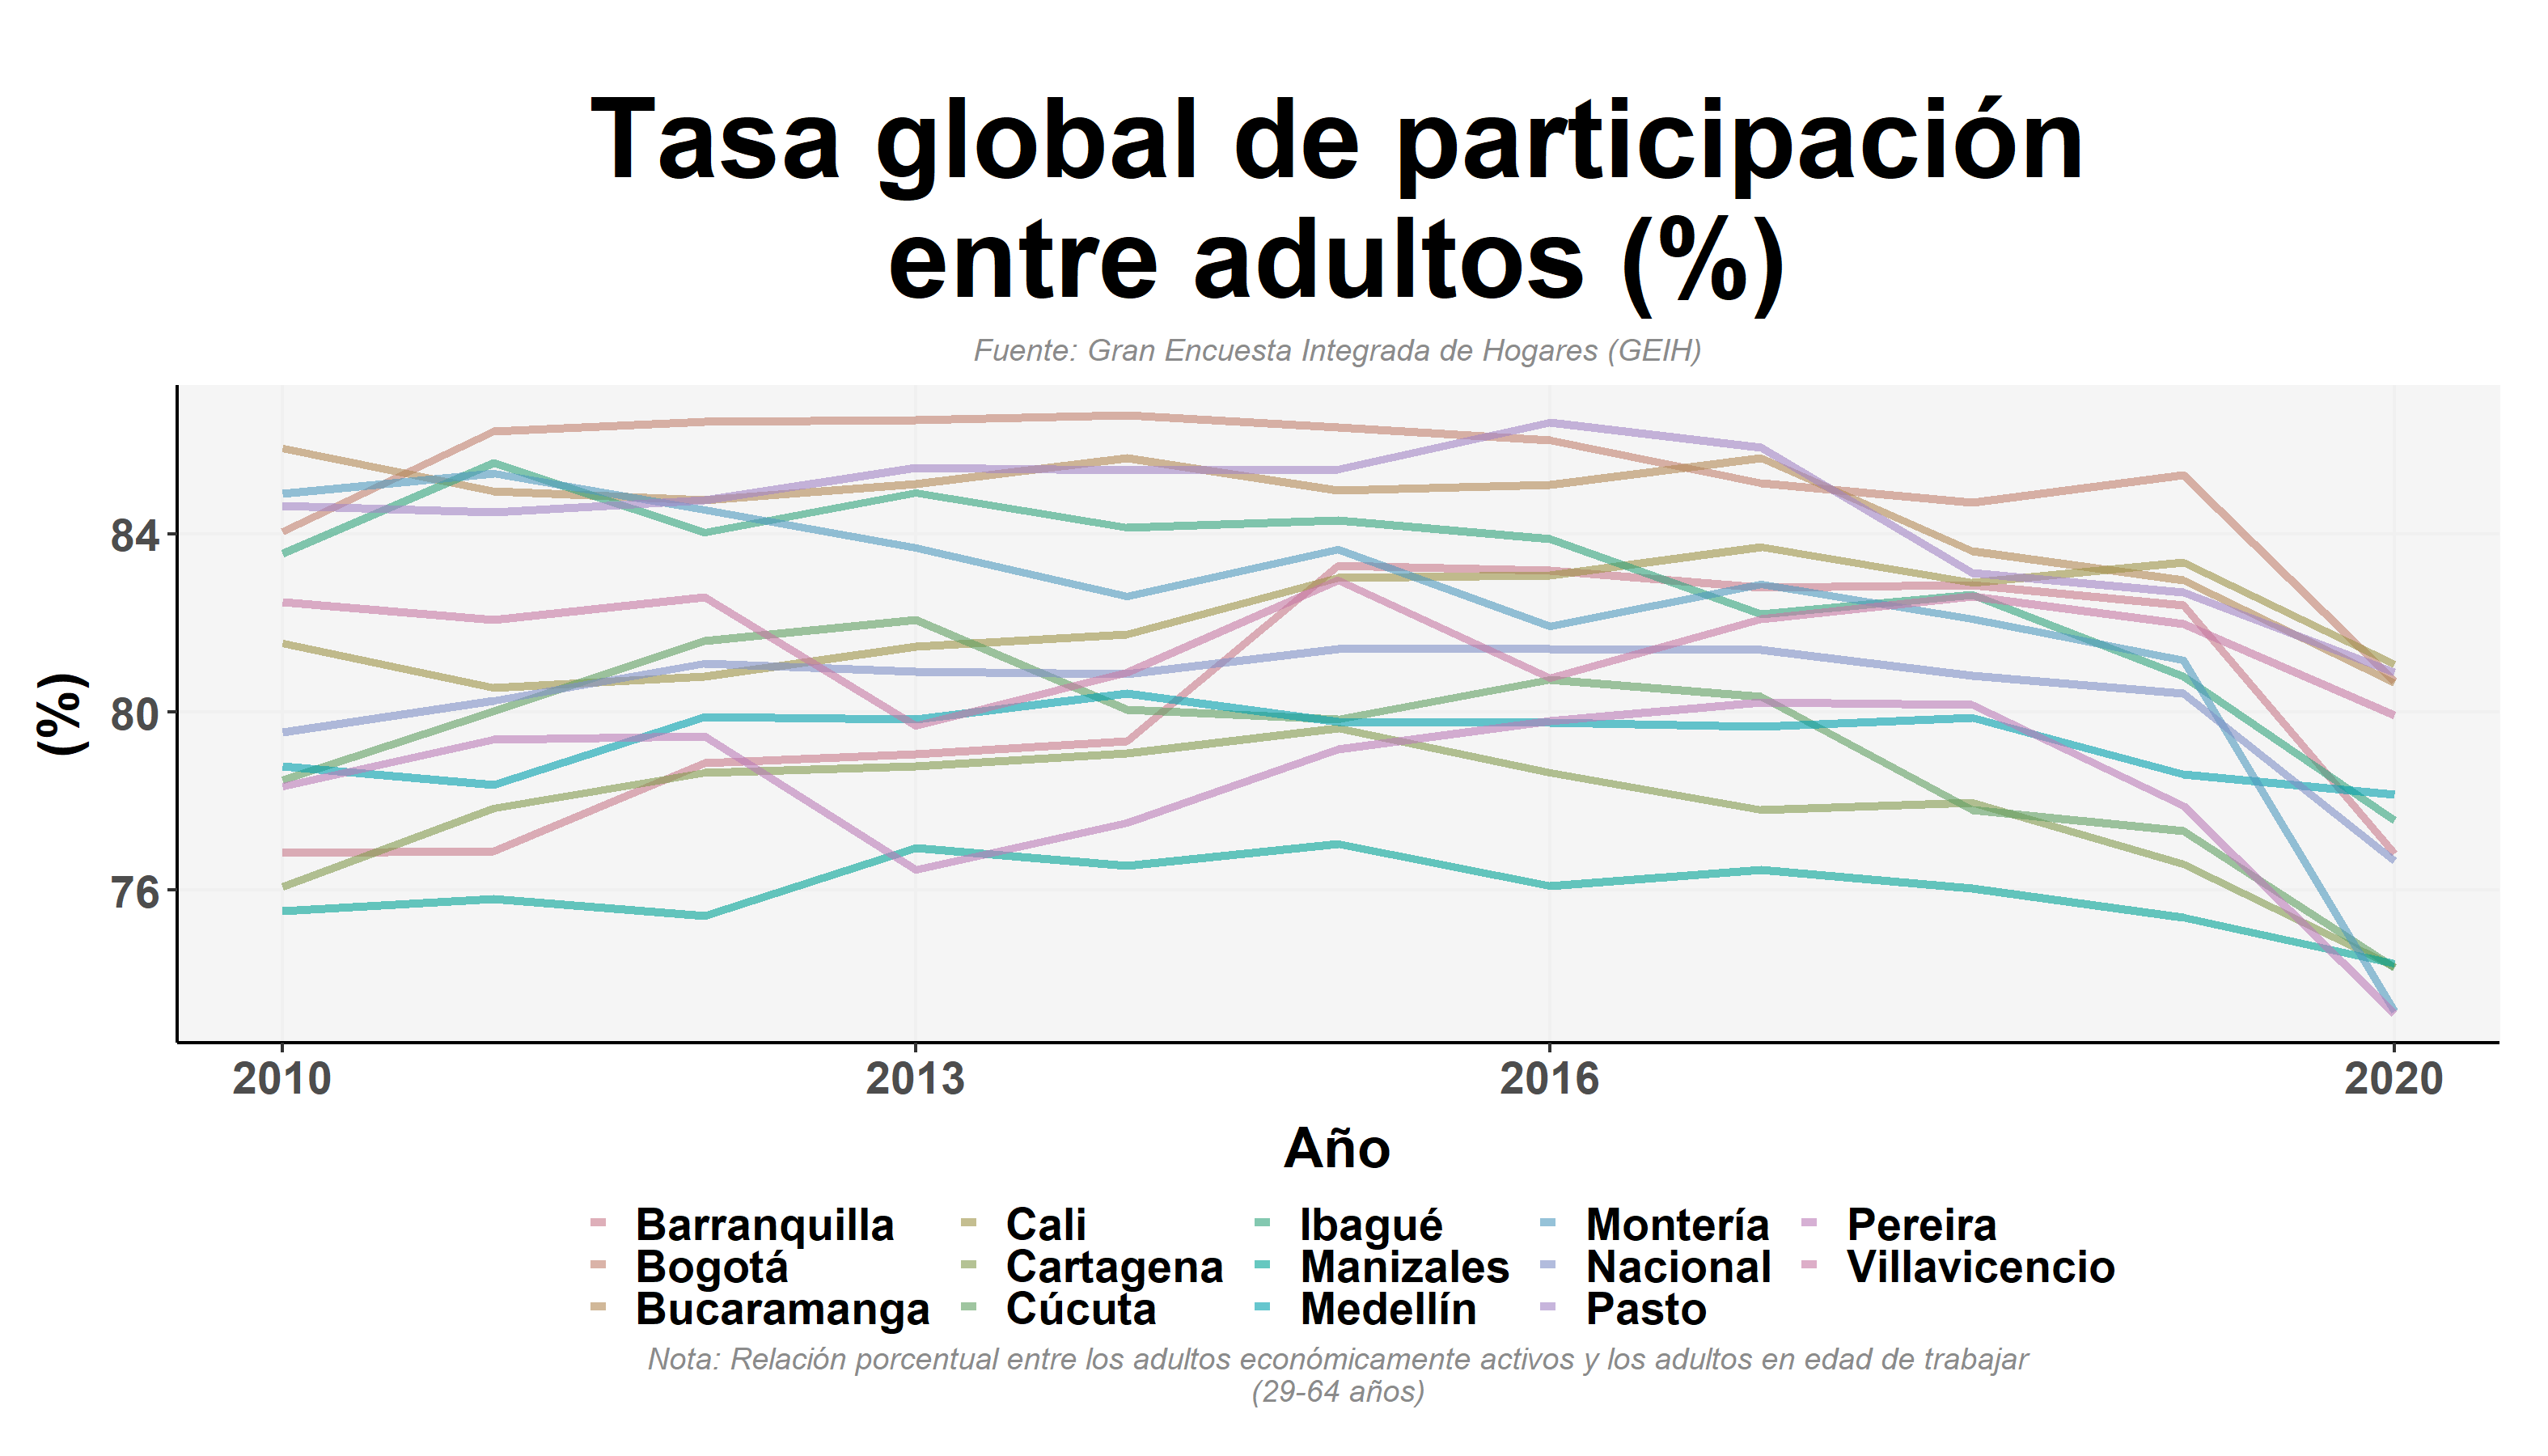 Tasa global de participación
entre adultos (%)
Fuente: Gran Encuesta Integrada de Hogares (GEIH)
(%)
84
80
76
2010 2013 2016 2020
Año
Barranquilla Cali Ibagué Montería Pereira
Bogotá Cartagena Manizales Nacional Villavicencio
Bucaramanga Cúcuta Medellín Pasto
Nota: Relación porcentual entre los adultos económicamente activos y los adultos en edad de trabajar
(29-64 años)